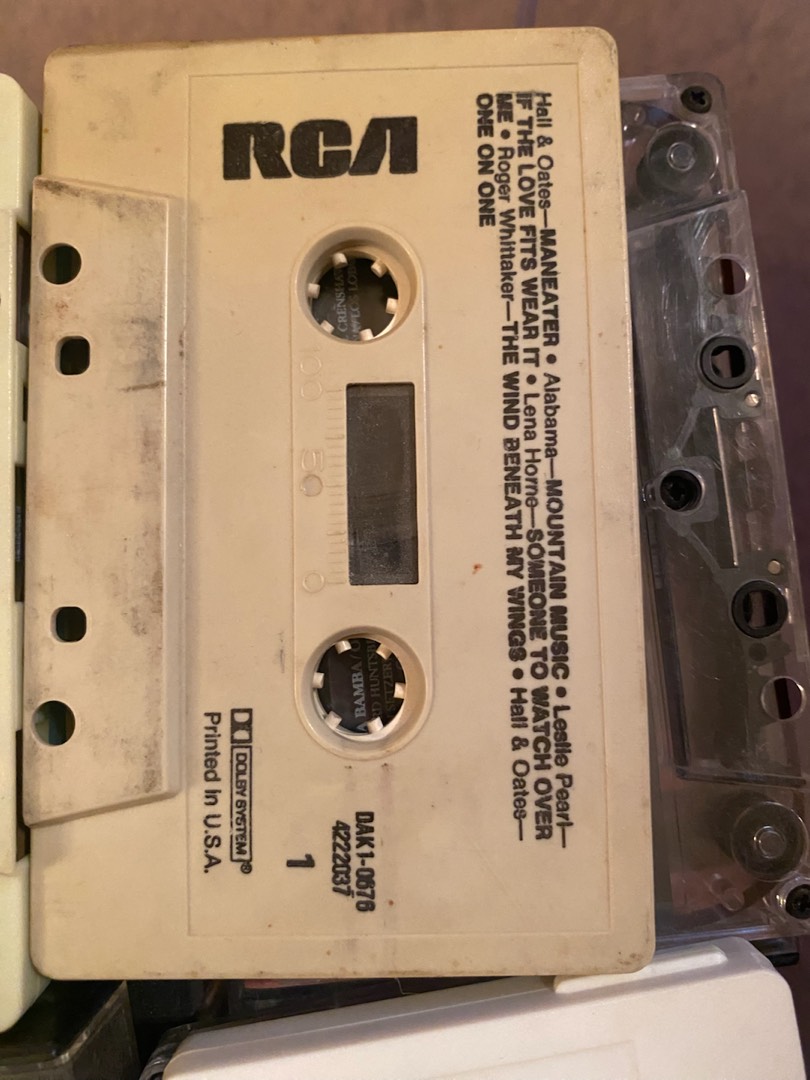 RCA
Hall & Oates—MANEATER • Alabama—MOUNTAIN MUSIC • Leslie Pearl—
IF THE LOVE FITS WEAR IT • Lena Horne—SOMEONE TO WATCH OVER
ME • Roger Whittaker—THE WIND BENEATH MY WINGS • Hall & Oates—
ONE ON ONE
100 50 0
BAMBA
DAK1-0676
4222037
1
DOLBY SYSTEM®
Printed in U.S.A.